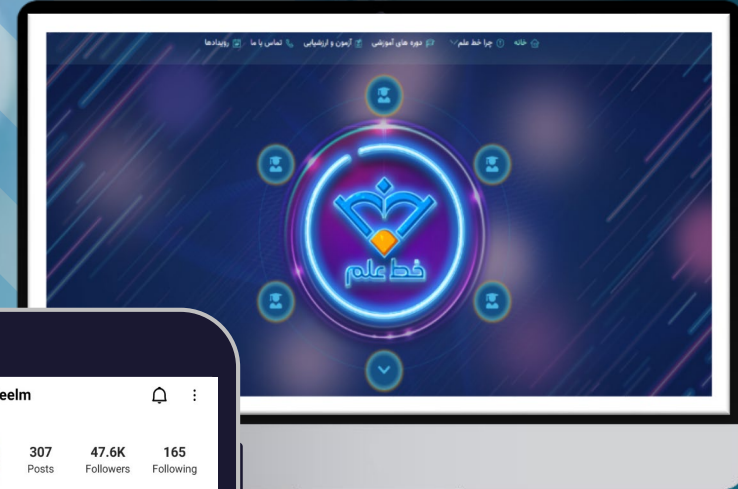 خانه چرا خط علم دوره های آموزشی آزمون و ارزشیابی تماس با ما رویدادها
خط علم
eelm
307 47.6K 165
Posts Followers Following